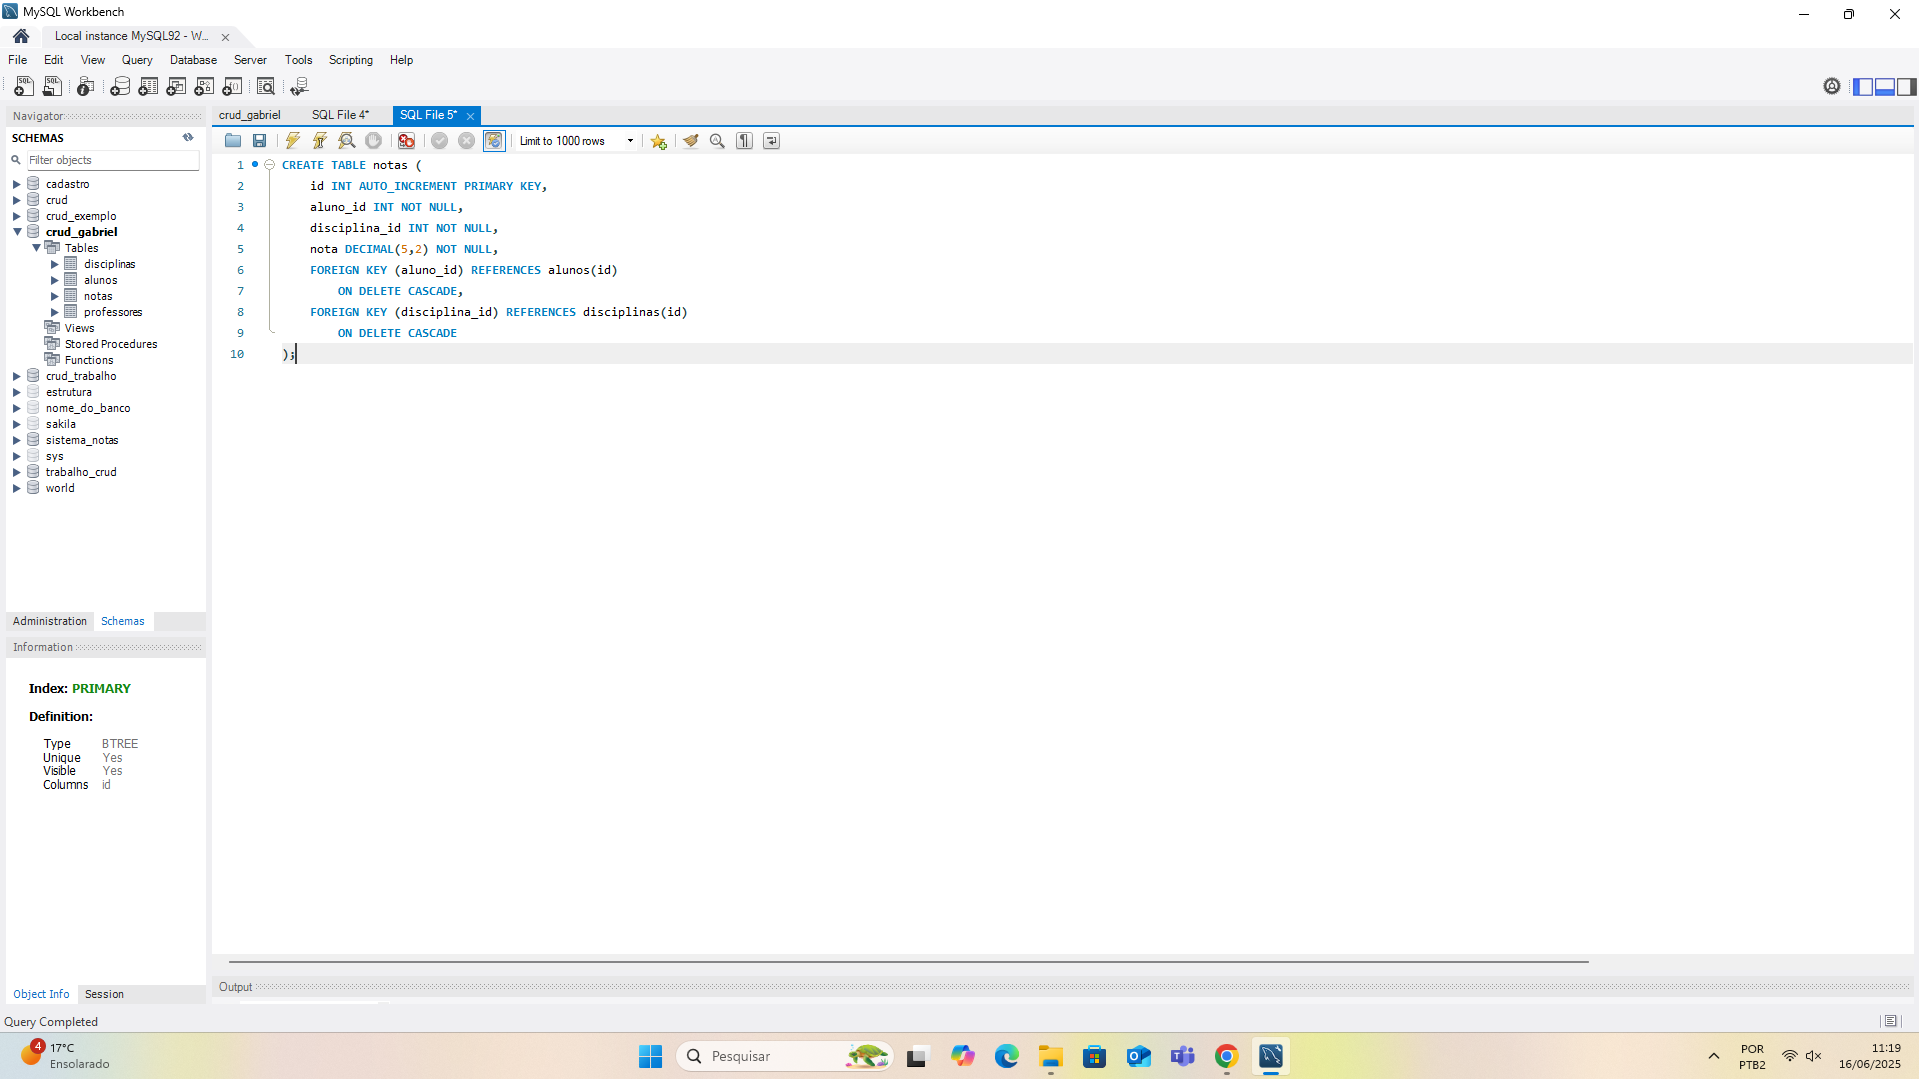 MySQL Workbench
Local instance MySQL92 - W...
File Edit View Query Database Server Tools Scripting Help
Navigator
SCHEMAS
Filter objects
cadastro
crud
crud_exemplo
crud_gabriel
Tables
disciplinas
alunos
notas
professores
Views
Stored Procedures
Functions
crud_trabalho
estrutura
nome_do_banco
sakila
sistema_notas
sys
trabalho_crud
world
Administration Schemas
Information
Index: PRIMARY
Definition:
Type BTREE
Unique Yes
Visible Yes
Columns id
Object Info Session
crud_gabriel SQL File 4* SQL File 5*
Limit to 1000 rows
1 CREATE TABLE notas (
2 id INT AUTO_INCREMENT PRIMARY KEY,
3 aluno_id INT NOT NULL,
4 disciplina_id INT NOT NULL,
5 nota DECIMAL(5,2) NOT NULL,
6 FOREIGN KEY (aluno_id) REFERENCES alunos(id)
7 ON DELETE CASCADE,
8 FOREIGN KEY (disciplina_id) REFERENCES disciplinas(id)
9 ON DELETE CASCADE
10 );
Output
Query Completed
4
17°C
Ensolarado
Pesquisar
POR
PTB2
11:19
16/06/2025